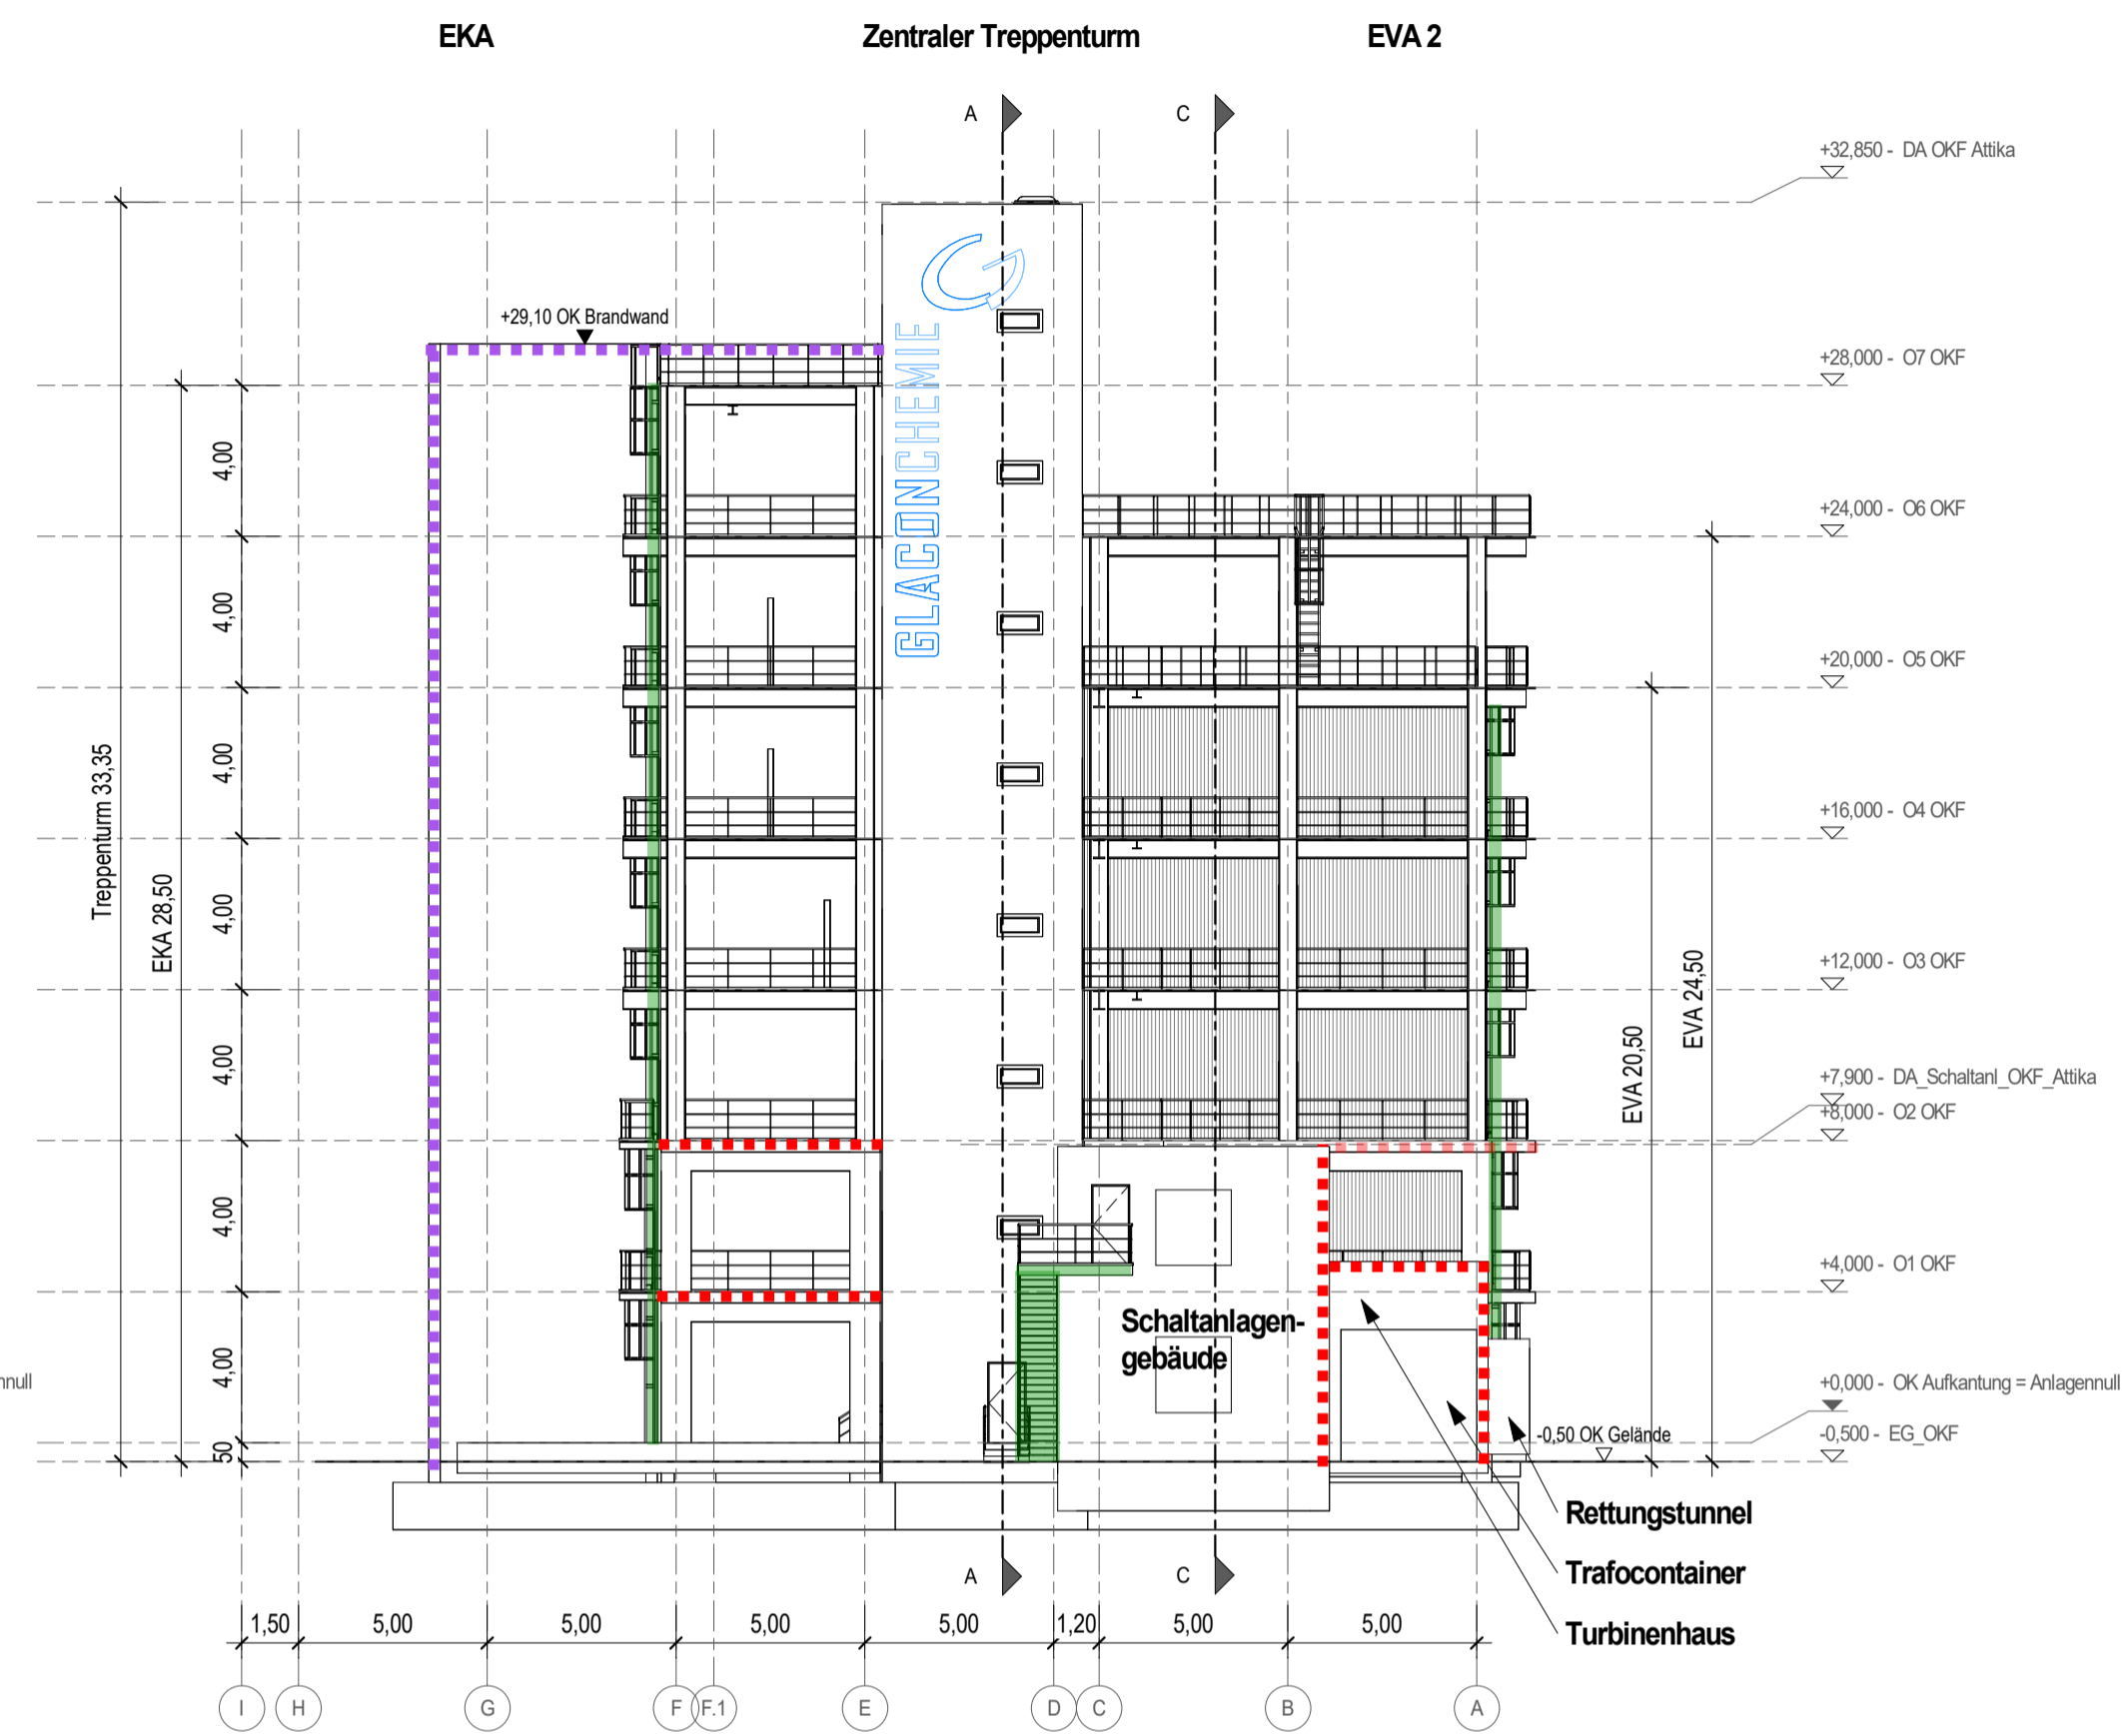 EKA
Zentraler Treppenturm
EVA 2
A
C
+32,850 - DA OKF Attika
+29,10 OK Brandwand
GLACONCHEMIE
+28,000 - O7 OKF
4,00
+24,000 - O6 OKF
4,00
+20,000 - O5 OKF
Treppenturm 33,35
4,00
+16,000 - O4 OKF
EKA 28,50
4,00
+12,000 - O3 OKF
EVA 24,50
EVA 20,50
4,00
+7,900 - DA_Schaltanl_OKF_Attika
+8,000 - O2 OKF
4,00
+4,000 - O1 OKF
Schaltanlagen-
gebäude
4,00
nnull
+0,000 - OK Aufkantung = Anlagennull
-0,50 OK Gelände
-0,500 - EG_OKF
50
Rettungstunnel
Trafocontainer
Turbinenhaus
A
C
1,50
5,00
5,00
5,00
5,00
1,20
5,00
5,00
I
H
G
F
F.1
E
D
C
B
A